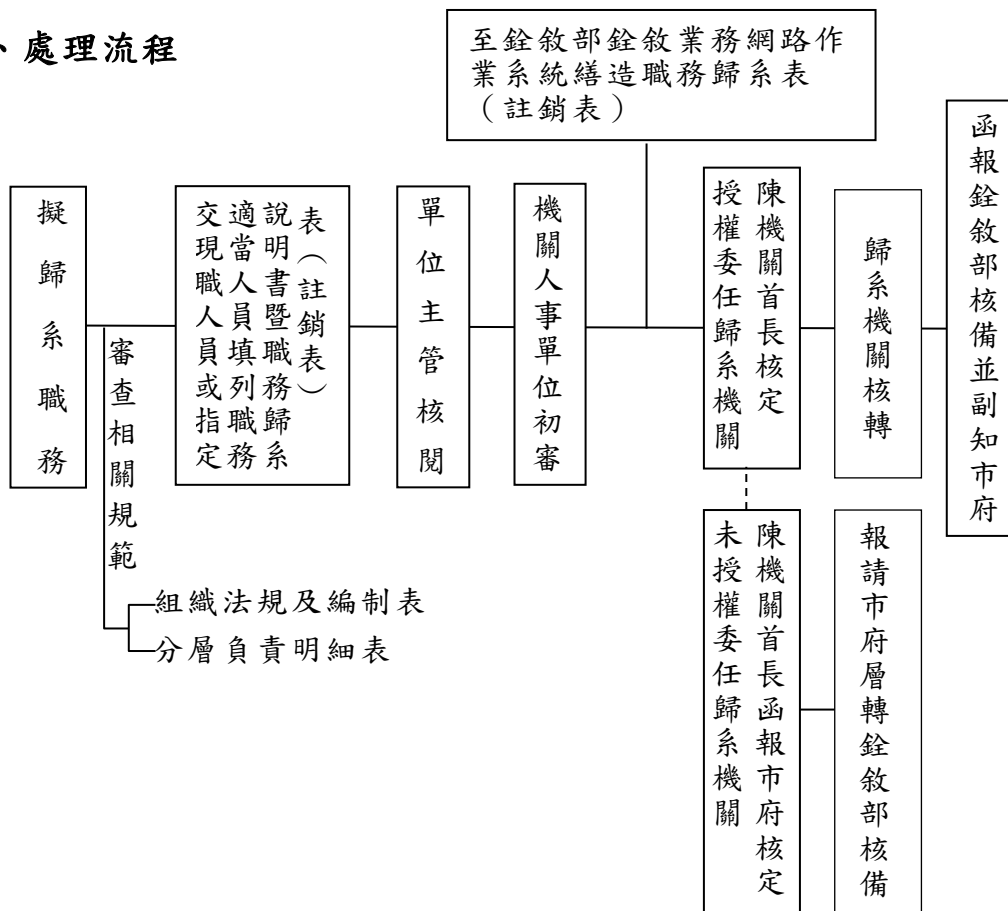 、處理流程
至銓敘部銓敘業務網路作
業系統繕造職務歸系表
（註銷表）
擬歸系職務
審查相關規範
組織法規及編制表
分層負責明細表
交現職人員或指定
適當人員填列職務
說明書暨職務歸系
表（註銷表）
單位主管核閱
機關人事單位初審
授權委任歸系機關
陳機關首長核定
歸系機關核轉
函報銓敘部核備並副知市府
未授權委任歸系機關
陳機關首長函報市府核定
報請市府層轉銓敘部核備